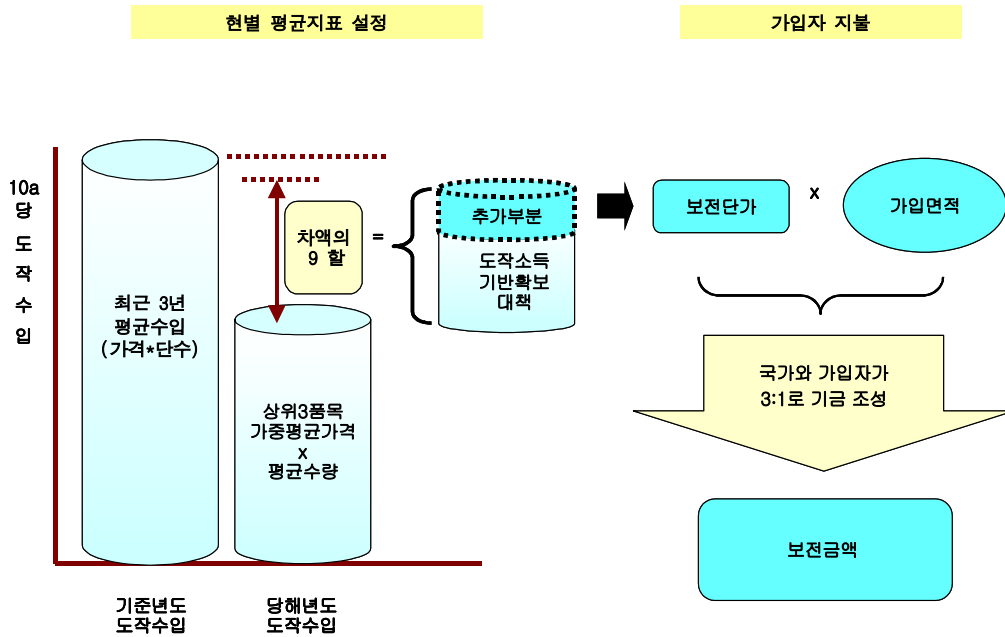 현별 평균지표 설정
가입자 지불
10a
당
도
작
수
입
최근 3년
평균수입
(가격*단수)
차액의
9 할
=
상위3품목
가중평균가격
x
평균수량
추가부분
도작소득
기반확보
대책
보전단가
x
가입면적
국가와 가입자가
3:1로 기금 조성
보전금액
기준년도
도작수입
당해년도
도작수입